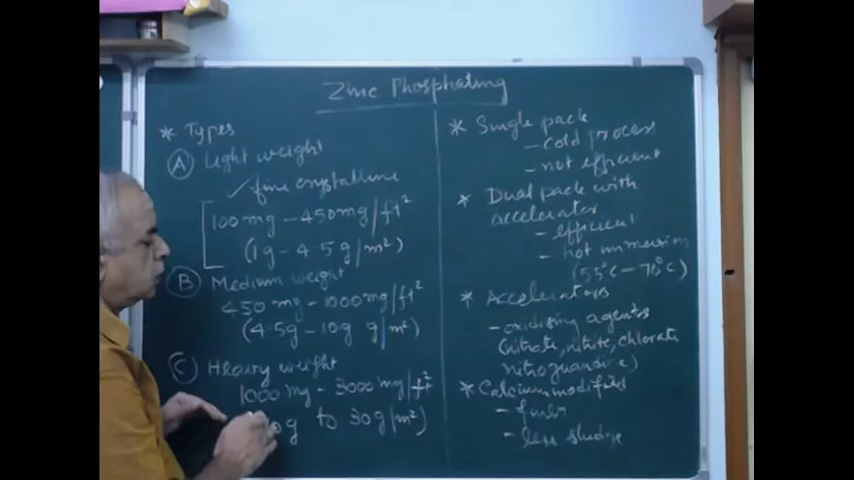 Zinc Phosphating
* Types
(A) Light weight
✓ fine crystalline
[100 mg - 450 mg/ft²
(1g - 4.5 g/m²)
(B) Medium weight
450 mg - 1000 mg/ft²
(4.5g - 10g g/m²)
(C) Heavy weight
1000 mg - 3000 mg/ft²
0g to 30g/m²)
* Single pack
- cold process
- not efficient
* Dual pack with
accelerator
- efficient
- hot immersion
(55°C - 70°C)
* Accelerators
- oxidising agents
(nitrate, nitrite, chlorate
nitroguandine)
* Calcium modified
- finer
- less sludge